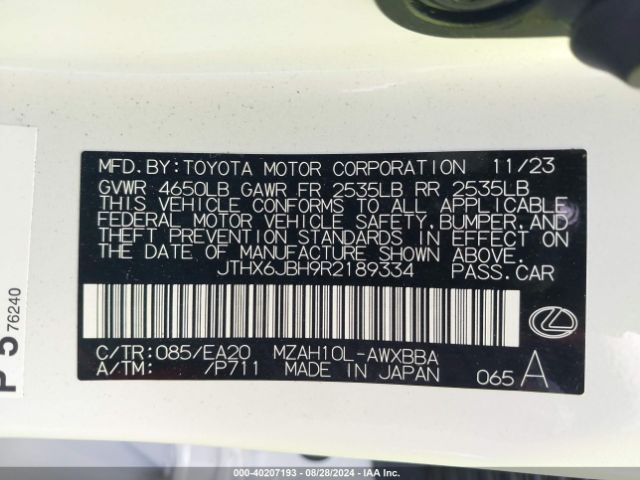 MFD. BY: TOYOTA MOTOR CORPORATION 11/23
GVWR 4650LB GAWR FR 2535LB RR 2535LB
THIS VEHICLE CONFORMS TO ALL APPLICABLE
FEDERAL MOTOR VEHICLE SAFETY, BUMPER, AND
THEFT PREVENTION STANDARDS IN EFFECT ON
THE DATE OF MANUFACTURE SHOWN ABOVE.
JTHX6JBH9R2189334 PASS. CAR
C/TR: 085/EA20 MZAH10L-AWXBBA
A/TM: /P711 MADE IN JAPAN 065 A
P 5 76240
000-40207193 - 08/28/2024 - IAA Inc.